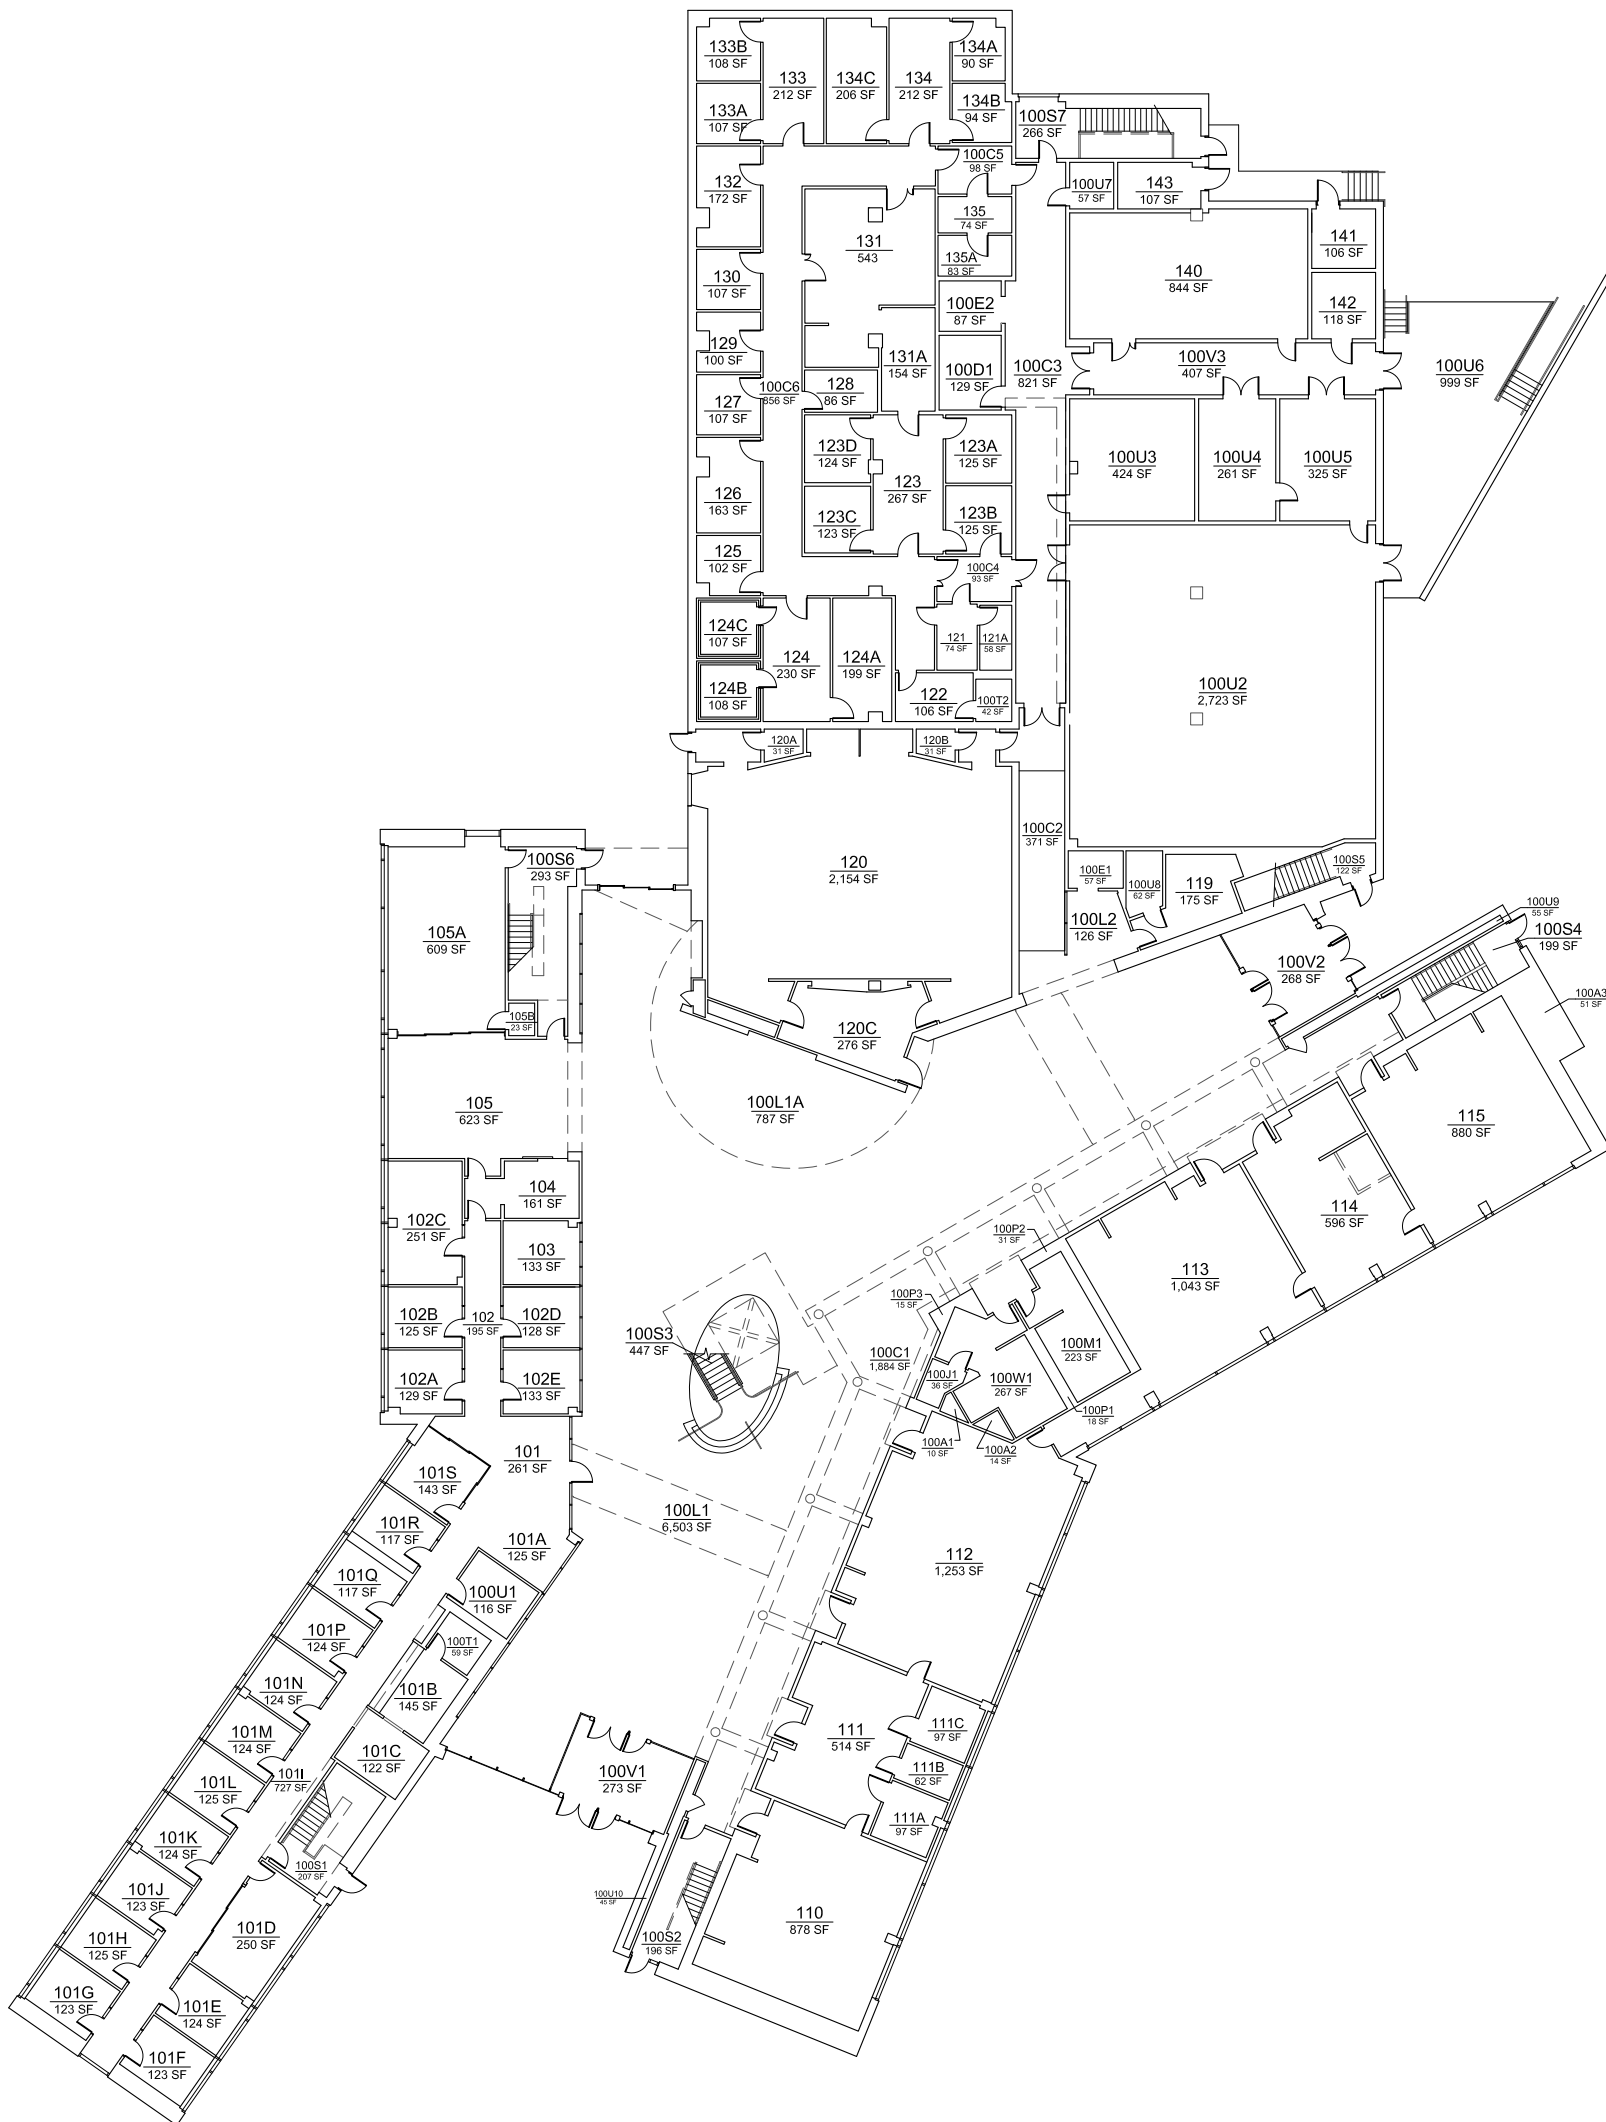 133B
108 SF
133
212 SF
134C
206 SF
134
212 SF
134A
90 SF
133A
107 SF
134B
94 SF
100S7
266 SF
100C5
98 SF
132
172 SF
100U7
57 SF
143
107 SF
135
74 SF
131
543
141
106 SF
135A
83 SF
130
107 SF
140
844 SF
142
118 SF
100E2
87 SF
129
100 SF
131A
154 SF
100D1
129 SF
100C3
821 SF
100V3
407 SF
100U6
999 SF
127
107 SF
100C6
856 SF
128
86 SF
123D
124 SF
123A
125 SF
100U3
424 SF
100U4
261 SF
100U5
325 SF
126
163 SF
123
267 SF
123C
123 SF
123B
125 SF
125
102 SF
100C4
93 SF
124C
107 SF
121
74 SF
121A
58 SF
124
230 SF
124A
199 SF
124B
108 SF
122
106 SF
100T2
42 SF
100U2
2,723 SF
120A
31 SF
120B
31 SF
100C2
371 SF
100S6
293 SF
120
2,154 SF
100E1
57 SF
100U8
62 SF
119
175 SF
100S5
122 SF
100U9
55 SF
105A
609 SF
100L2
126 SF
100S4
199 SF
100V2
268 SF
100A3
51 SF
105B
23 SF
120C
276 SF
105
623 SF
100L1A
787 SF
115
880 SF
104
161 SF
102C
251 SF
114
596 SF
103
133 SF
100P2
31 SF
113
1,043 SF
100P3
15 SF
102B
125 SF
102
195 SF
102D
128 SF
100S3
447 SF
100M1
223 SF
100C1
1,884 SF
102A
129 SF
102E
133 SF
100J1
36 SF
100W1
267 SF
100P1
18 SF
100A1
10 SF
100A2
14 SF
101
261 SF
101S
143 SF
100L1
6,503 SF
101R
117 SF
101A
125 SF
112
1,253 SF
101Q
117 SF
100U1
116 SF
101P
124 SF
100T1
59 SF
101N
124 SF
101B
145 SF
101M
124 SF
111
514 SF
111C
97 SF
101C
122 SF
101L
125 SF
101I
727 SF
100V1
273 SF
111B
62 SF
111A
97 SF
101K
124 SF
100S1
207 SF
101J
123 SF
100U10
45 SF
110
878 SF
101D
250 SF
101H
125 SF
100S2
196 SF
101G
123 SF
101E
124 SF
101F
123 SF